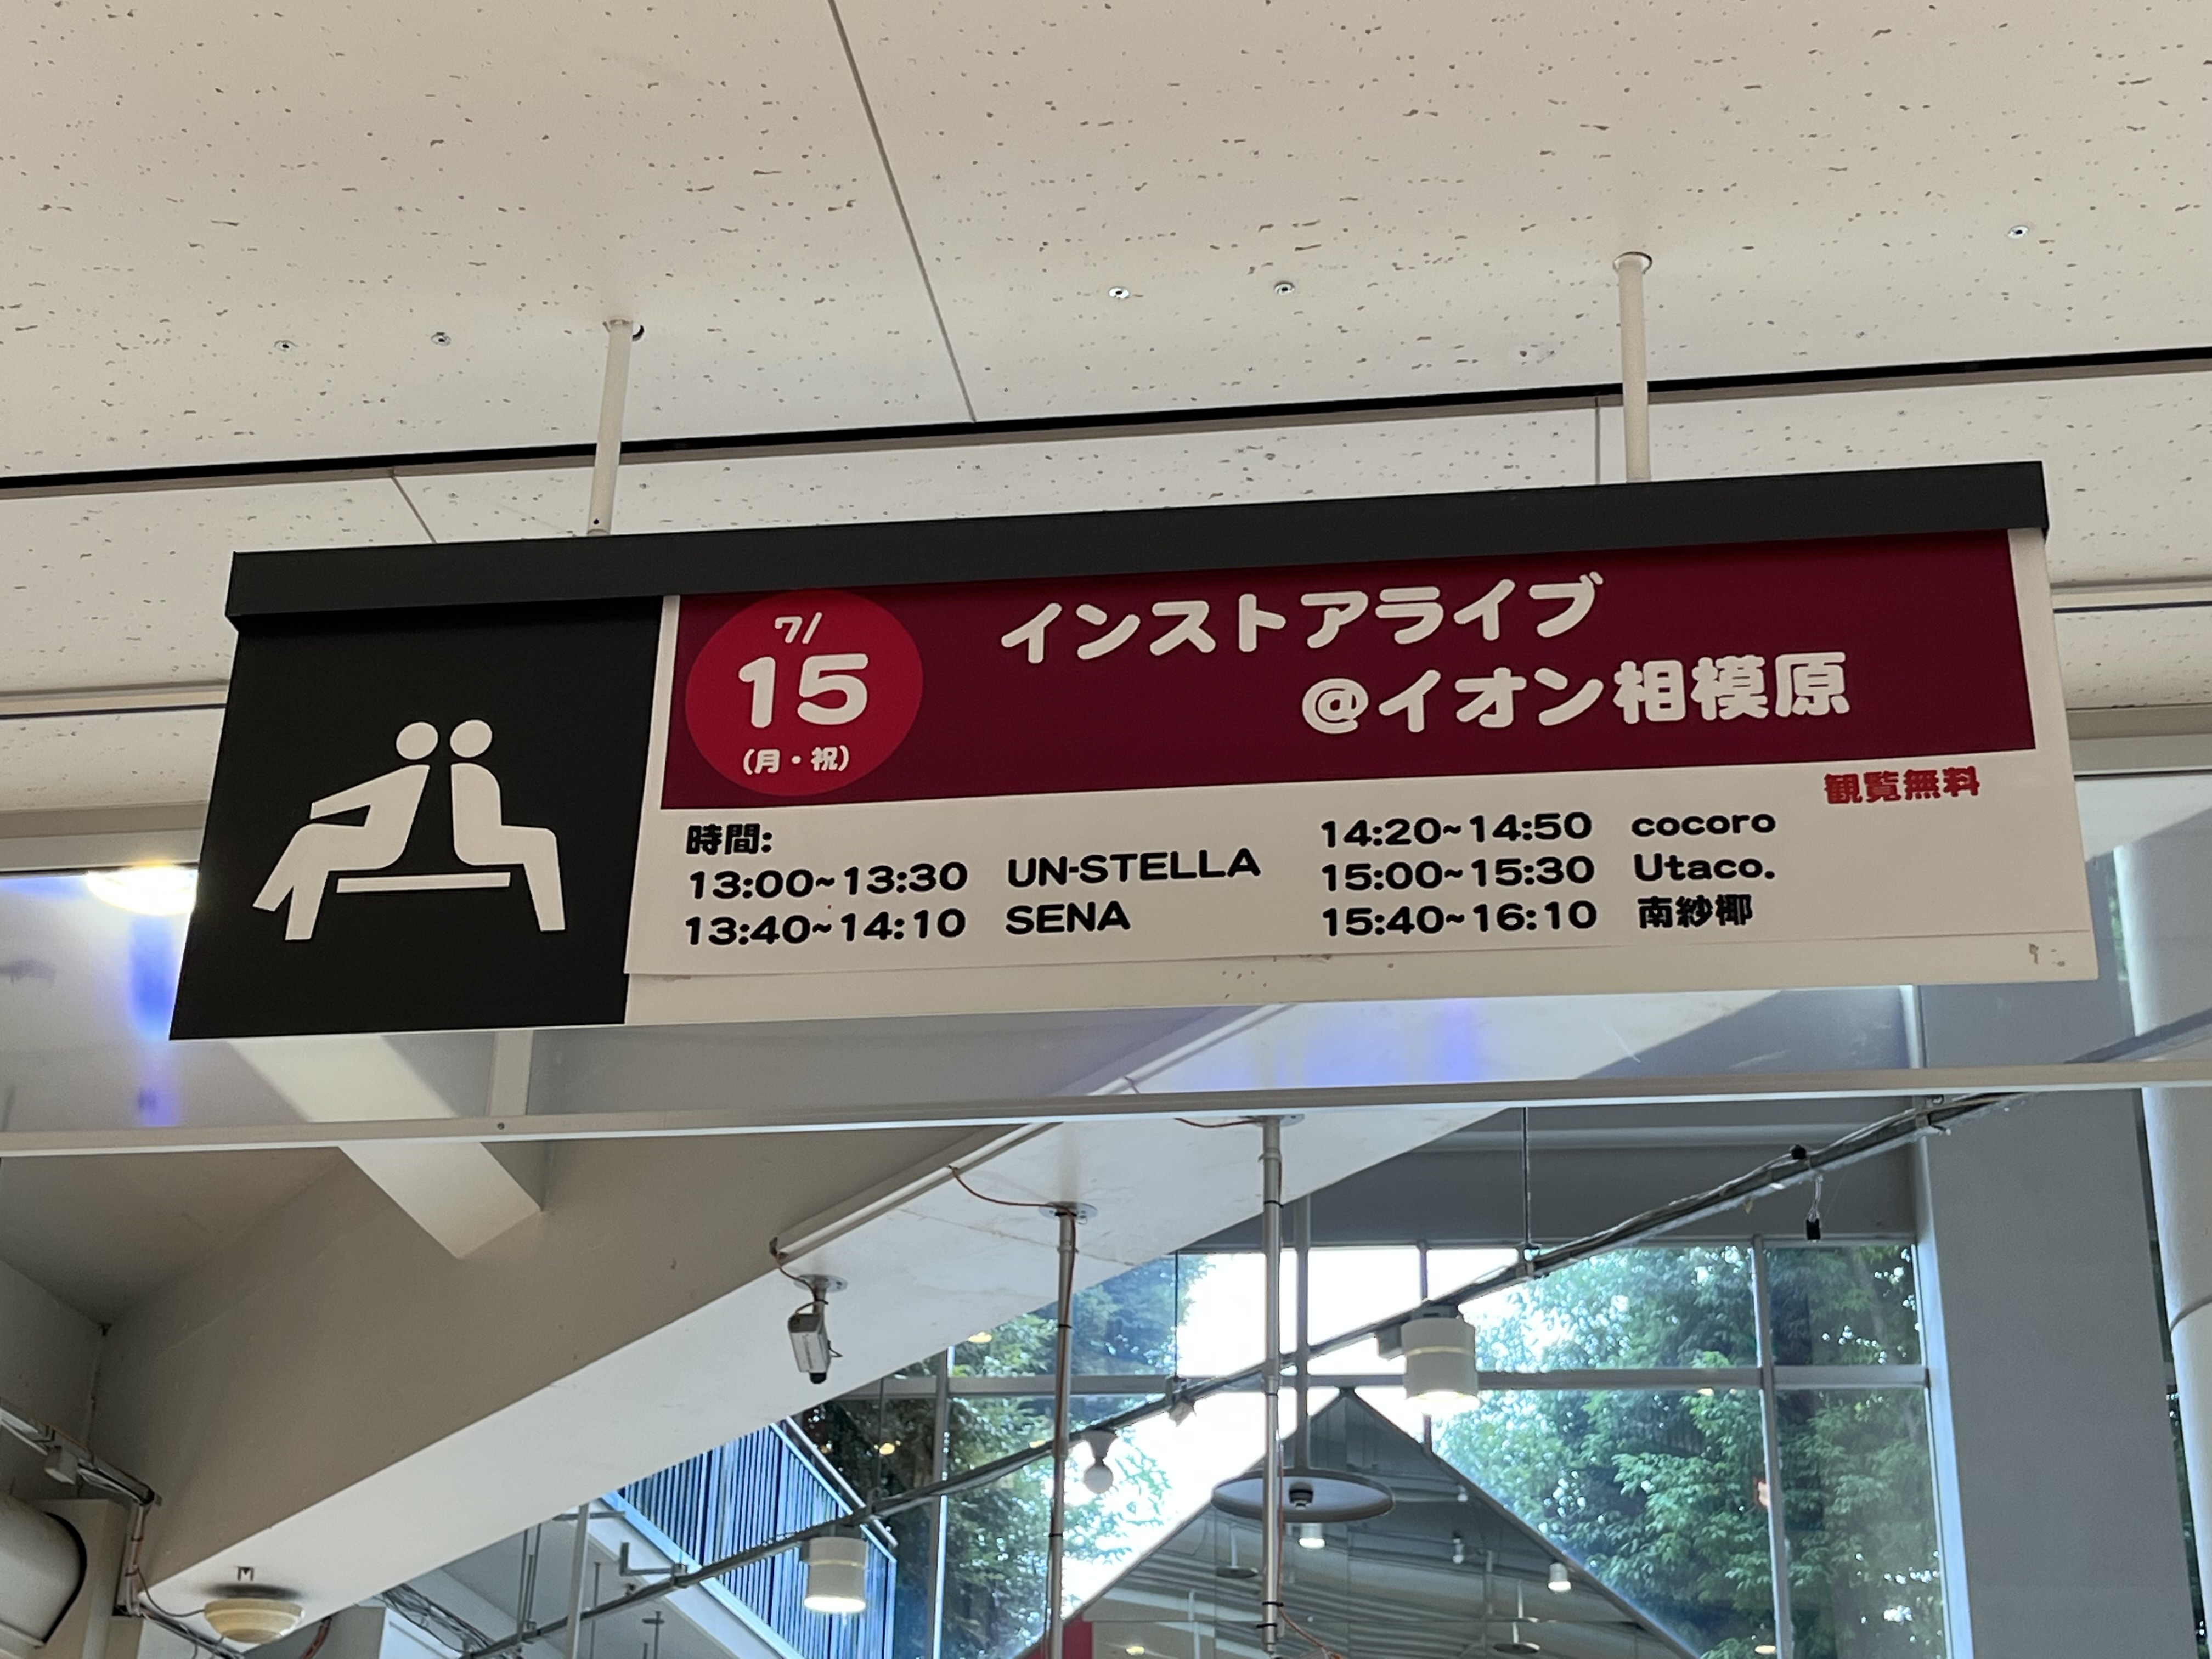 7/
15
(月・祝)
インストアライブ
@イオン相模原
観覧無料
時間:
13:00~13:30 UN-STELLA
13:40~14:10 SENA
14:20~14:50 cocoro
15:00~15:30 Utaco.
15:40~16:10 南紗椰